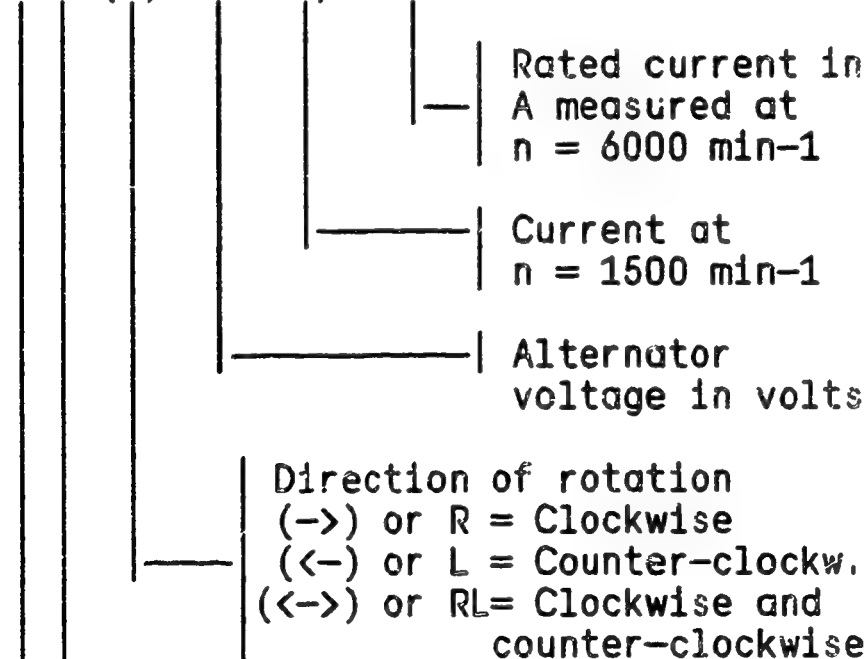 Rated current in
A measured at
n = 6000 min-1
Current at
n = 1500 min-1
Alternator
voltage in volts
Direction of rotation
(->) or R = Clockwise
(<-) or L = Counter-clockw.
(<->) or RL= Clockwise and
counter-clockwise